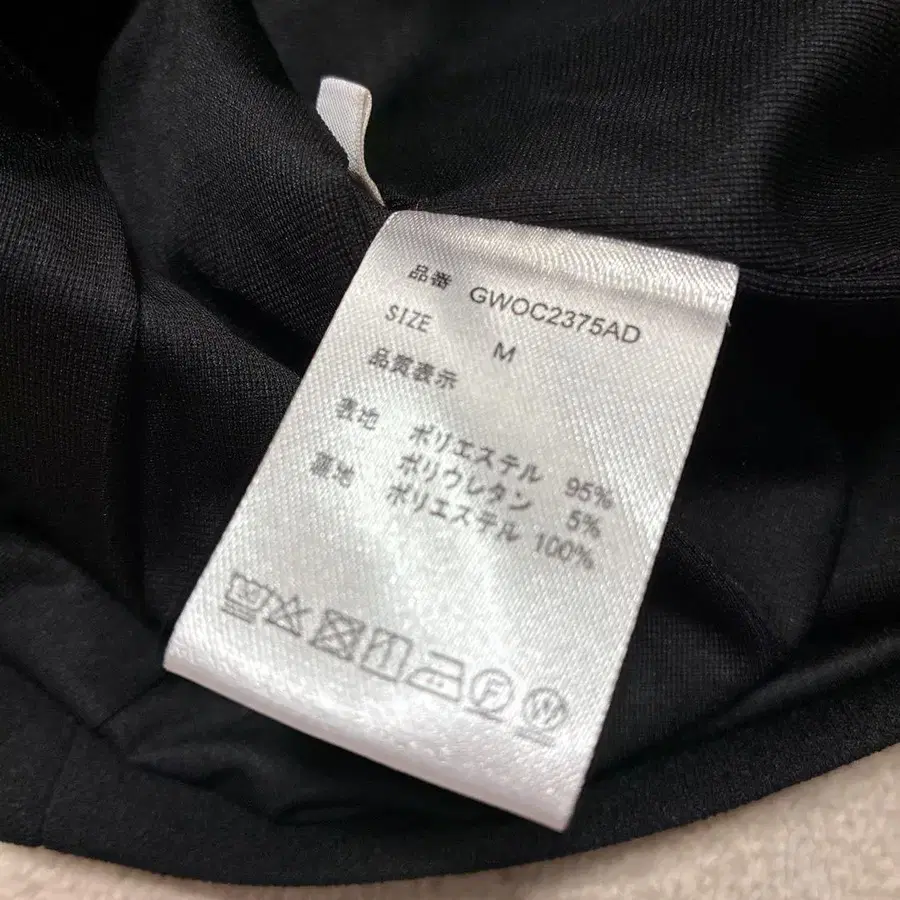 品番 GWOC2375AD
SIZE M
品質表示
表地 ポリエステル 95%
ポリウレタン 5%
裏地 ポリエステル 100%
F W